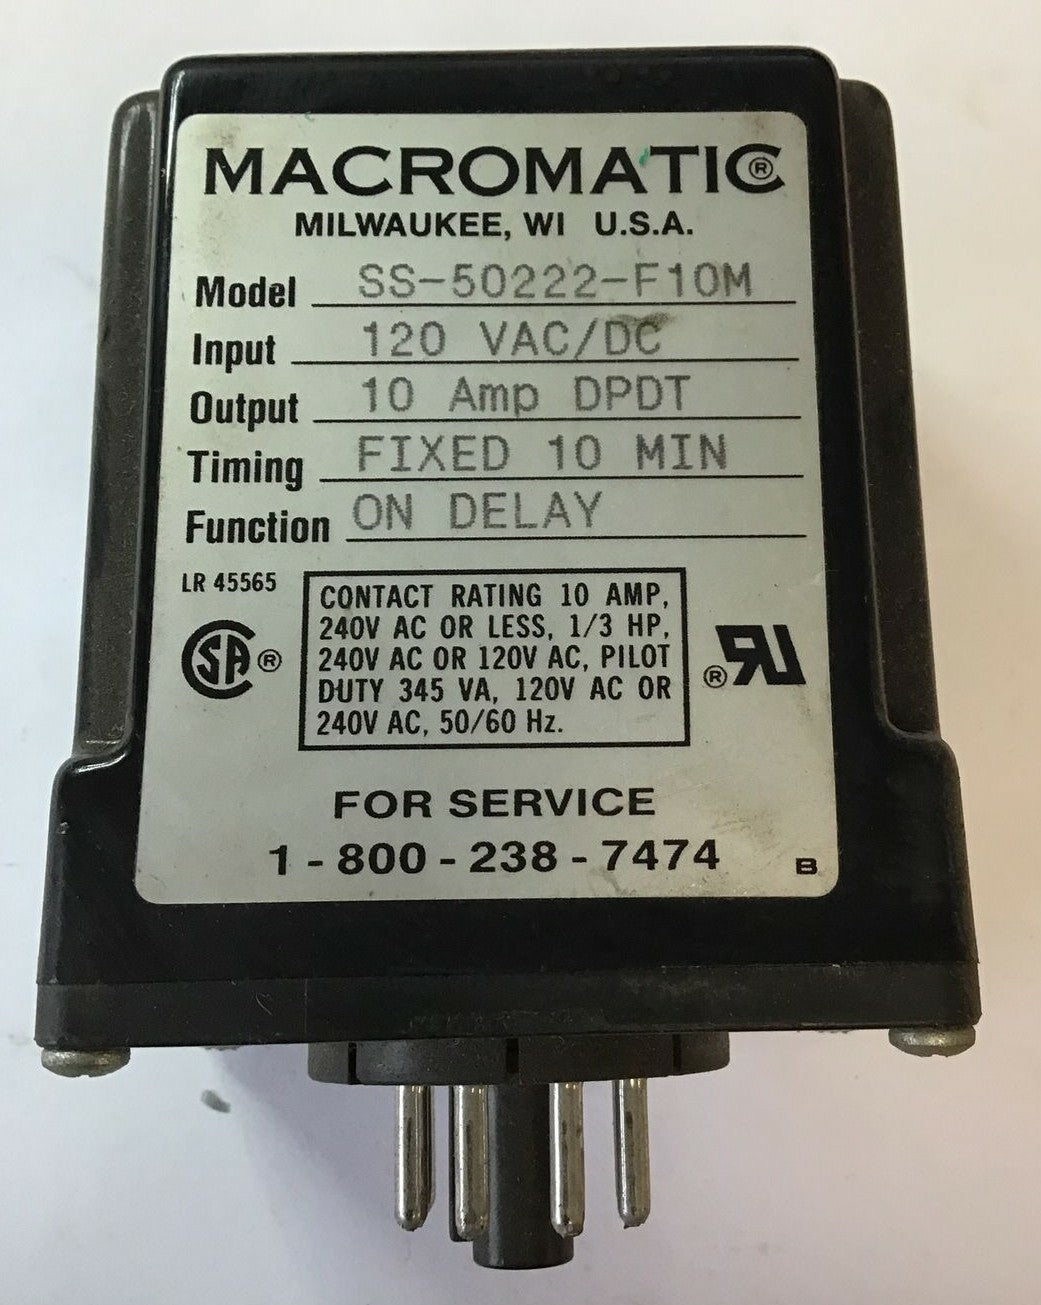 MACROMATIC®
MILWAUKEE, WI U.S.A.
Model SS-50222-F10M
Input 120 VAC/DC
Output 10 Amp DPDT
Timing FIXED 10 MIN
Function ON DELAY
LR 45565
SA ®
CONTACT RATING 10 AMP,
240V AC OR LESS, 1/3 HP,
240V AC OR 120V AC, PILOT
DUTY 345 VA, 120V AC OR
240V AC, 50/60 Hz.
® RU
FOR SERVICE
1-800-238-7474
B